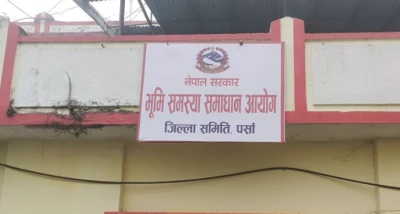 नेपाल सरकार
भूमि समस्या समाधान आयोग
जिल्ला समिति, पर्सा